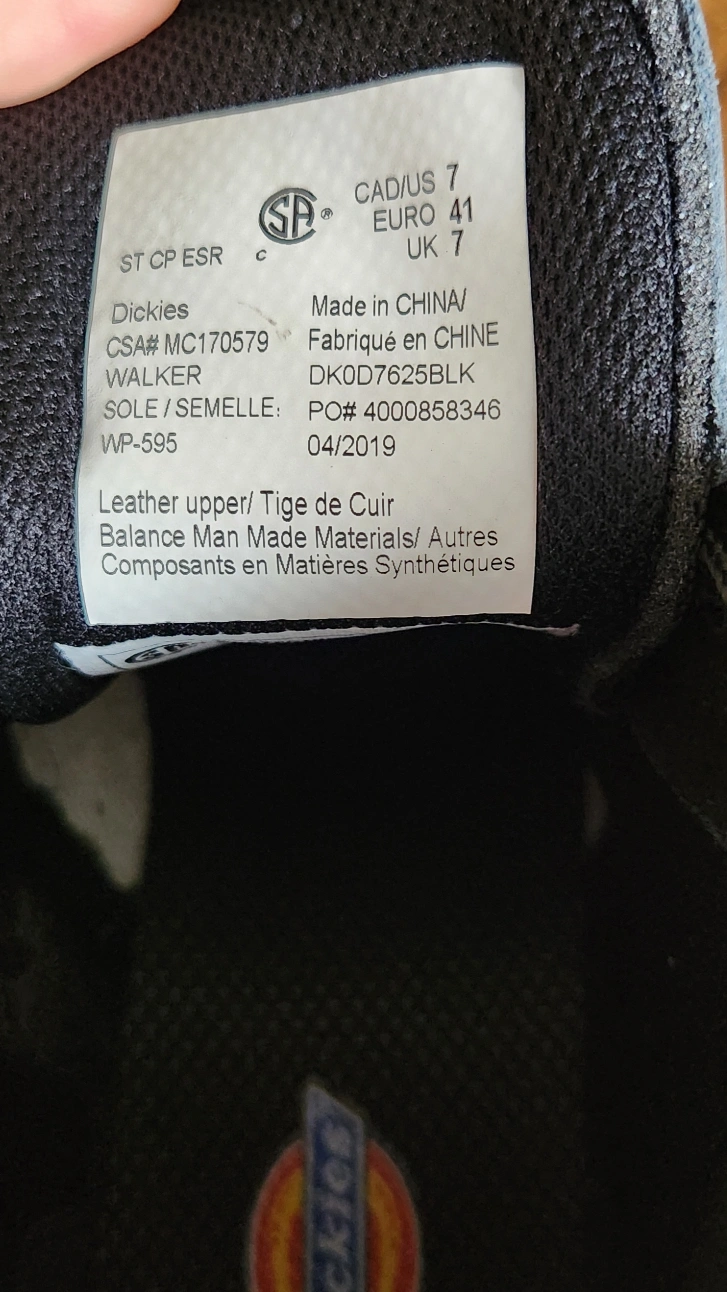 CSA®
CAD/US 7
EURO 41
UK 7
ST CP ESR C
Dickies
CSA# MC170579
WALKER
SOLE / SEMELLE:
WP-595
Made in CHINA/
Fabriqué en CHINE
DK0D7625BLK
PO# 4000858346
04/2019
Leather upper/ Tige de Cuir
Balance Man Made Materials/ Autres
Composants en Matières Synthétiques